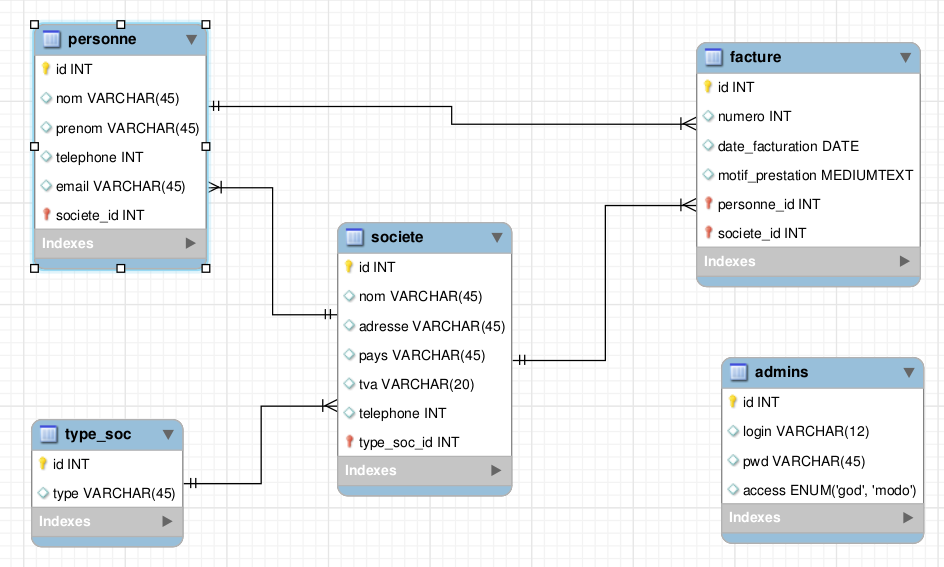 personne
id INT
nom VARCHAR(45)
prenom VARCHAR(45)
telephone INT
email VARCHAR(45)
societe_id INT
Indexes
facture
id INT
numero INT
date_facturation DATE
motif_prestation MEDIUMTEXT
personne_id INT
societe_id INT
Indexes
societe
id INT
nom VARCHAR(45)
adresse VARCHAR(45)
pays VARCHAR(45)
tva VARCHAR(20)
telephone INT
type_soc_id INT
Indexes
type_soc
id INT
type VARCHAR(45)
Indexes
admins
id INT
login VARCHAR(12)
pwd VARCHAR(45)
access ENUM('god', 'modo')
Indexes